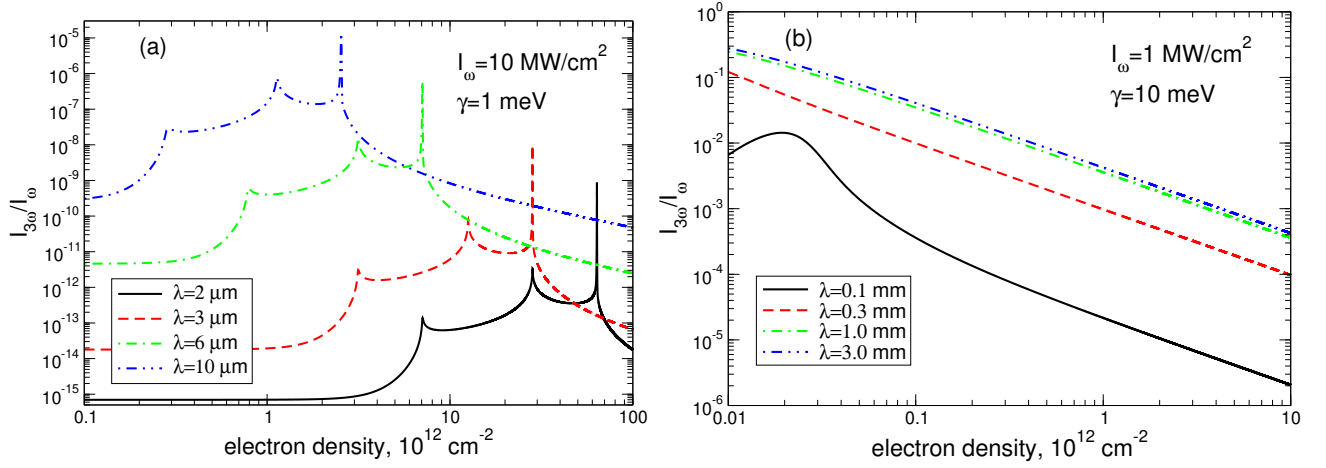 (a)
I_ω=10 MW/cm²
γ=1 meV
I_3ω/I_ω
10⁻⁵
10⁻⁶
10⁻⁷
10⁻⁸
10⁻⁹
10⁻¹⁰
10⁻¹¹
10⁻¹²
10⁻¹³
10⁻¹⁴
10⁻¹⁵
λ=2 μm
λ=3 μm
λ=6 μm
λ=10 μm
0.1 1 10 100
electron density, 10¹² cm⁻²
(b)
I_ω=1 MW/cm²
γ=10 meV
I_3ω/I_ω
10⁰
10⁻¹
10⁻²
10⁻³
10⁻⁴
10⁻⁵
10⁻⁶
λ=0.1 mm
λ=0.3 mm
λ=1.0 mm
λ=3.0 mm
0.01 0.1 1 10
electron density, 10¹² cm⁻²